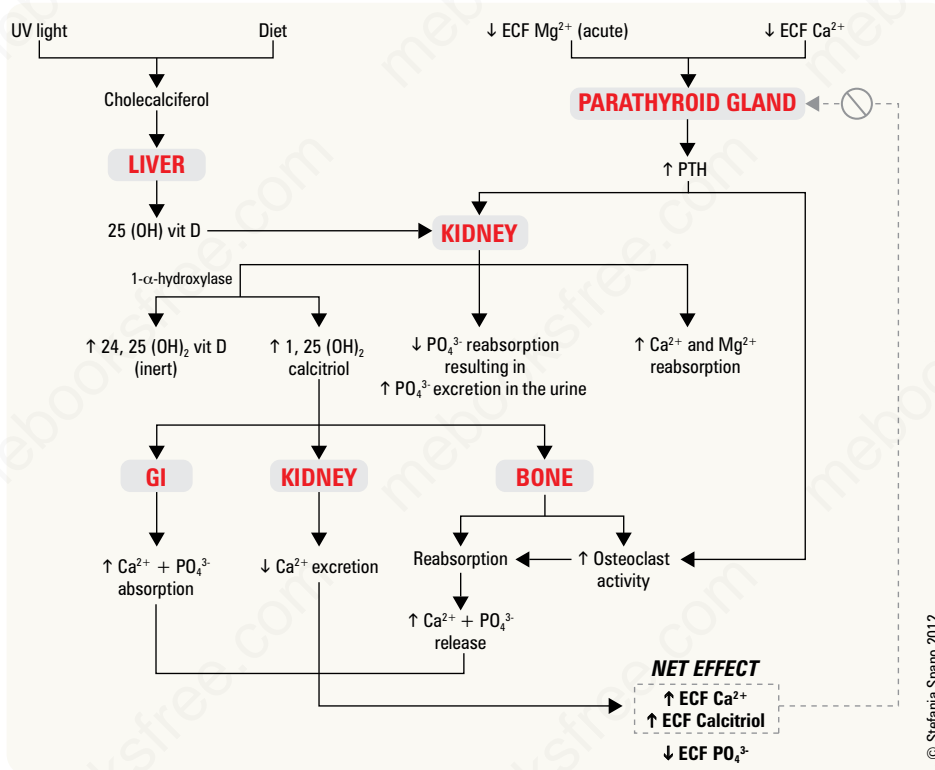 UV light
Diet
↓ ECF Mg²⁺ (acute)
↓ ECF Ca²⁺
Cholecalciferol
PARATHYROID GLAND
LIVER
↑ PTH
25 (OH) vit D
KIDNEY
1-α-hydroxylase
↑ 24, 25 (OH)₂ vit D
(inert)
↑ 1, 25 (OH)₂
calcitriol
↓ PO₄³⁻ reabsorption
resulting in
↑ PO₄³⁻ excretion in the urine
↑ Ca²⁺ and Mg²⁺
reabsorption
GI
KIDNEY
BONE
↑ Ca²⁺ + PO₄³⁻
absorption
↓ Ca²⁺ excretion
Reabsorption
↑ Osteoclast
activity
↑ Ca²⁺ + PO₄³⁻
release
NET EFFECT
↑ ECF Ca²⁺
↑ ECF Calcitriol
↓ ECF PO₄³⁻
© Stefania Spano 2012
mebooksfree.com